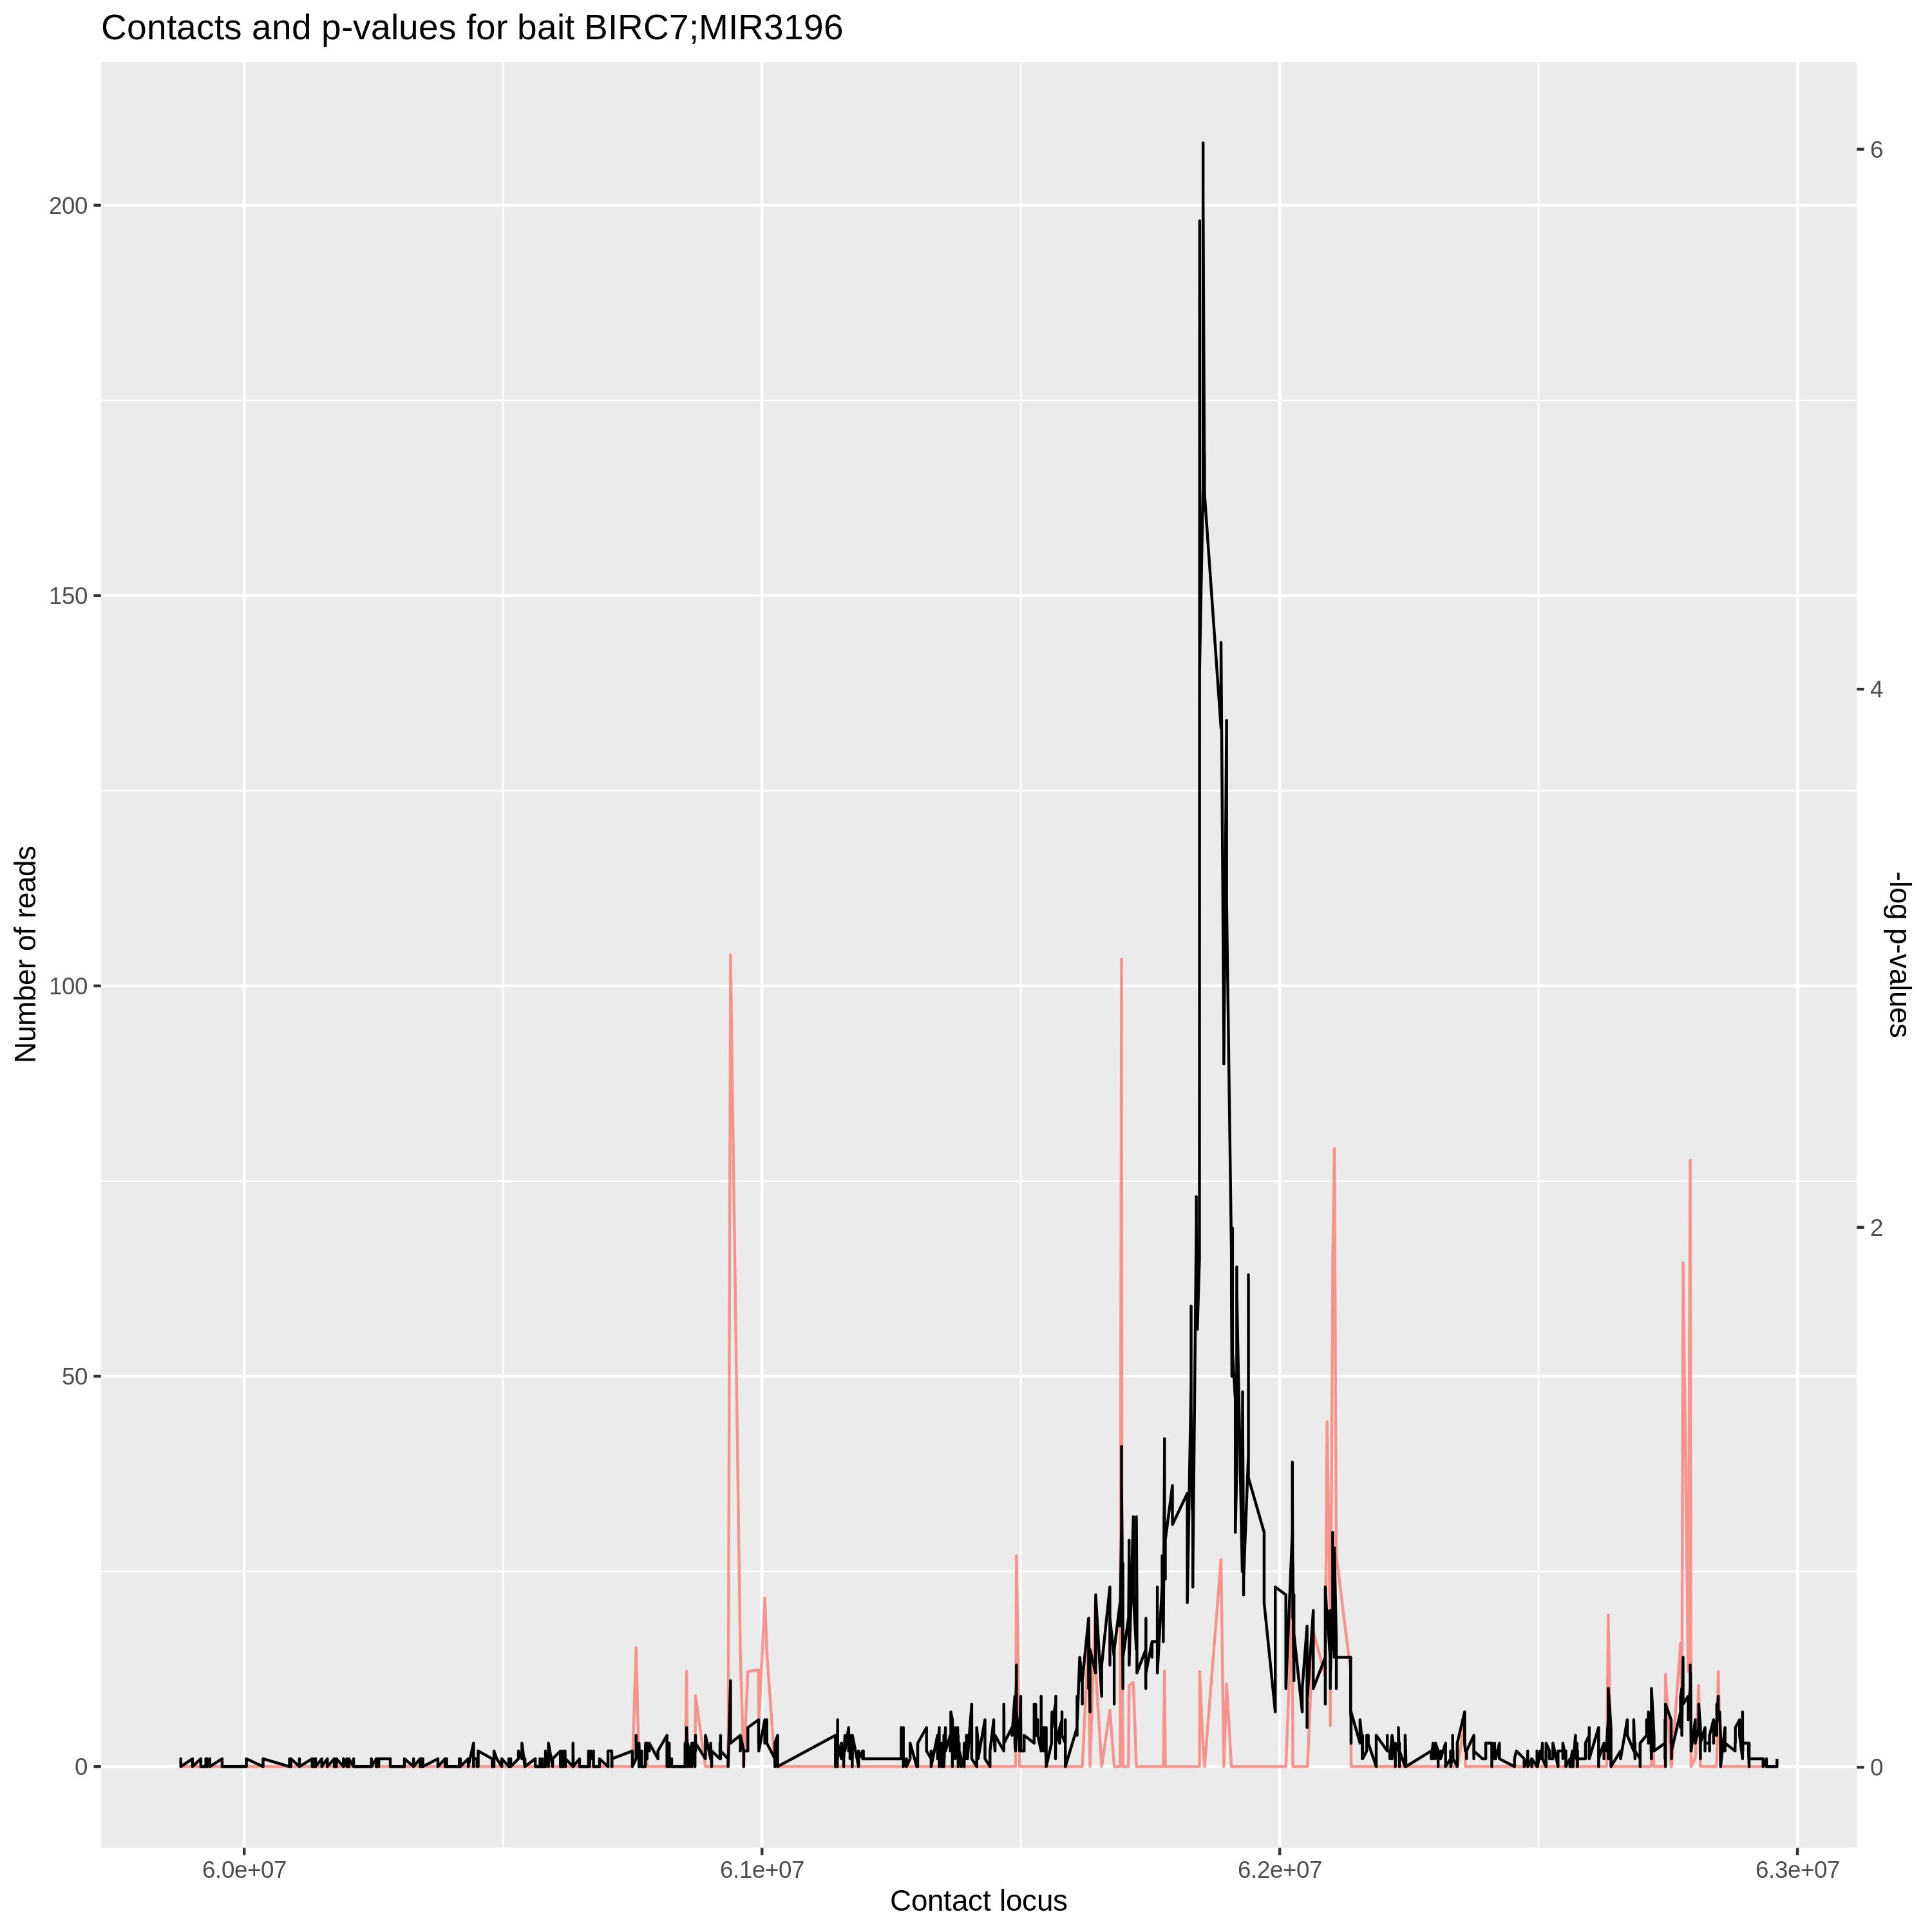 Contacts and p-values for bait BIRC7;MIR3196
200
150
100
50
0
Number of reads
6
4
2
0
-log p-values
6.0e+07 6.1e+07 6.2e+07 6.3e+07
Contact locus